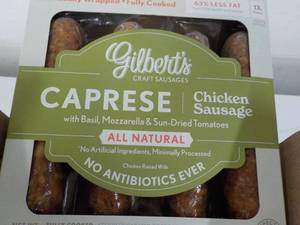 Wrapped • Fully Cooked
63% LESS FAT
Gilbert's
CRAFT SAUSAGES
CAPRESE
Chicken
Sausage
with Basil, Mozzarella & Sun-Dried Tomatoes
ALL NATURAL*
*No Artificial Ingredients, Minimally Processed
Chicken Raised With
NO ANTIBIOTICS EVER